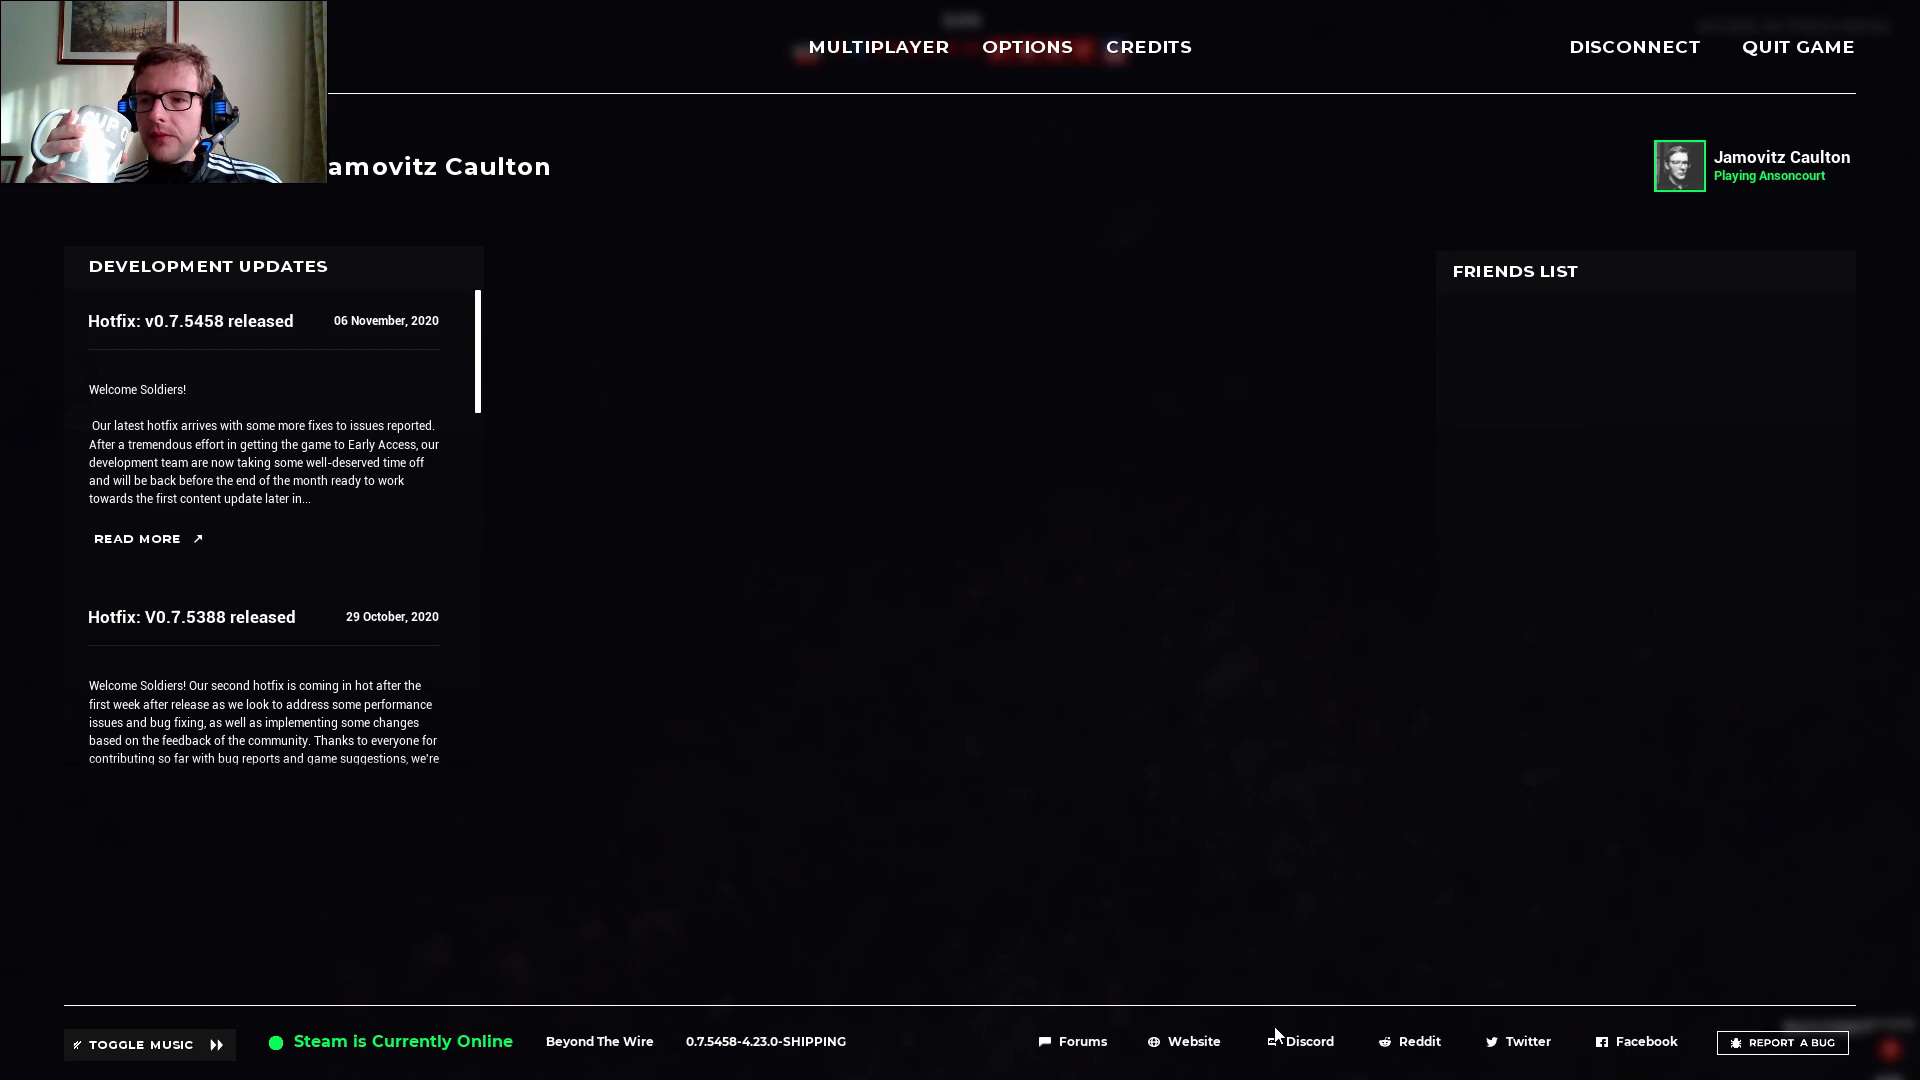 MULTIPLAYER OPTIONS CREDITS
DISCONNECT QUIT GAME
CUP
amovitz Caulton
Jamovitz Caulton
Playing Ansoncourt
DEVELOPMENT UPDATES
Hotfix: v0.7.5458 released 06 November, 2020
Welcome Soldiers!
Our latest hotfix arrives with some more fixes to issues reported.
After a tremendous effort in getting the game to Early Access, our
development team are now taking some well-deserved time off
and will be back before the end of the month ready to work
towards the first content update later in...
READ MORE
Hotfix: V0.7.5388 released 29 October, 2020
Welcome Soldiers! Our second hotfix is coming in hot after the
first week after release as we look to address some performance
issues and bug fixing, as well as implementing some changes
based on the feedback of the community. Thanks to everyone for
contributing so far with bug reports and game suggestions, we're
FRIENDS LIST
TOGGLE MUSIC
Steam is Currently Online
Beyond The Wire
0.7.5458-4.23.0-SHIPPING
Forums
Website
Discord
Reddit
Twitter
Facebook
REPORT A BUG